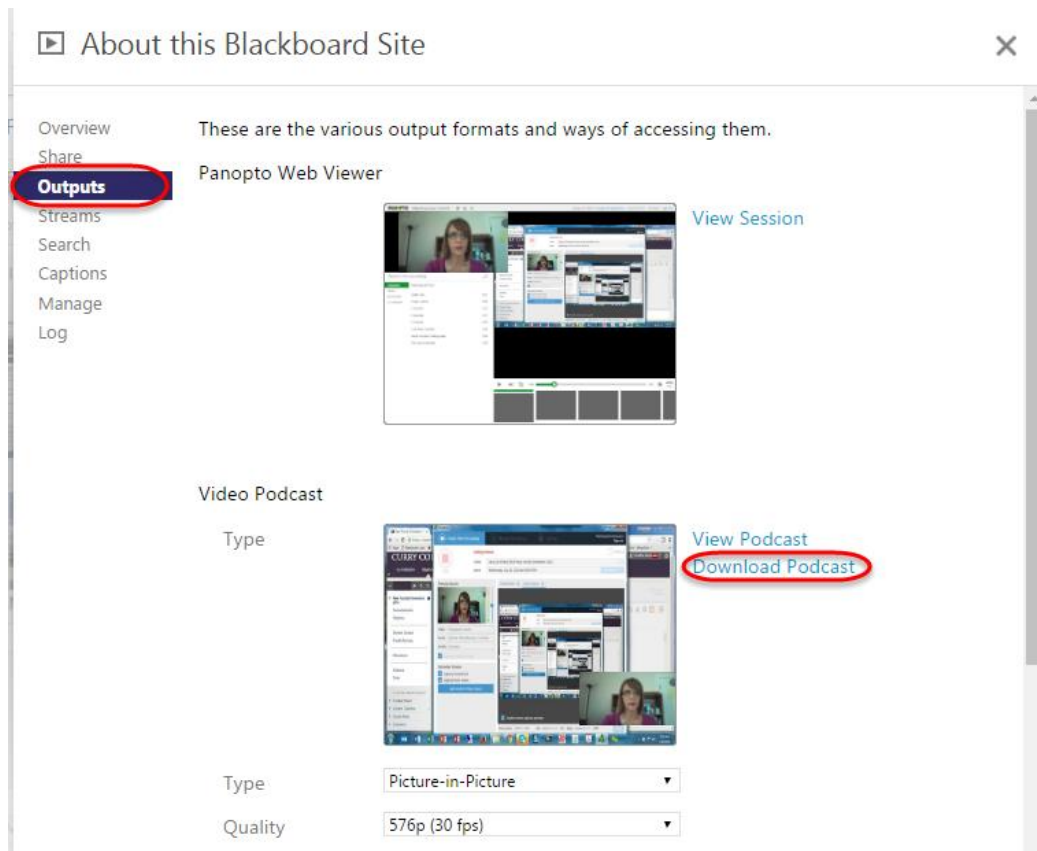 About this Blackboard Site
Overview
Share
Outputs
Streams
Search
Captions
Manage
Log
These are the various output formats and ways of accessing them.
Panopto Web Viewer
View Session
Video Podcast
Type
View Podcast
Download Podcast
CURRY CO
Type
Picture-in-Picture
Quality
576p (30 fps)